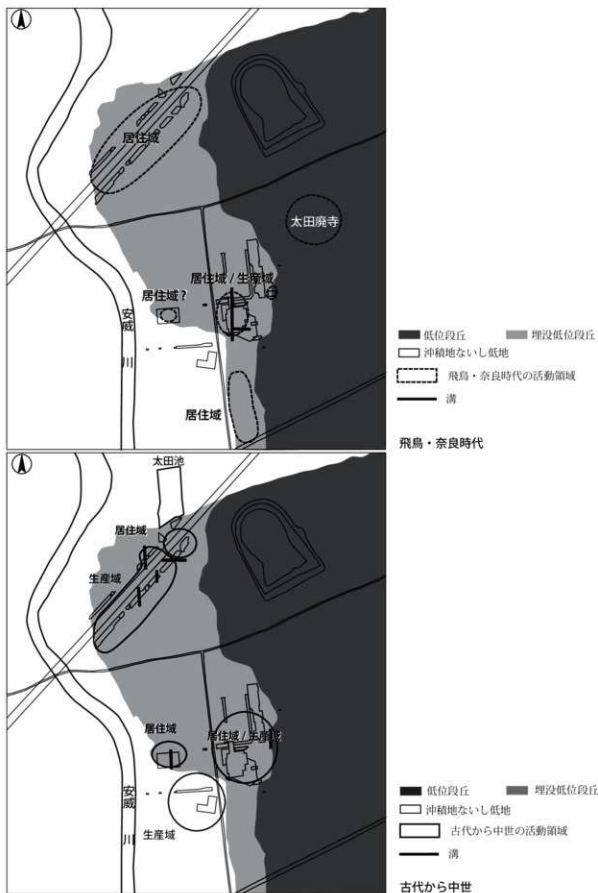 居住域
太田廃寺
居住域 / 生産域
居住域 ?
安威
川
居住域
低位段丘
埋没低位段丘
沖積地ないし低地
飛鳥・奈良時代の活動領域
溝
飛鳥・奈良時代
太田池
居住域
生産域
居住域
居住域 / 生産域
安威
川
生産域
低位段丘
埋没低位段丘
沖積地ないし低地
古代から中世の活動領域
溝
古代から中世